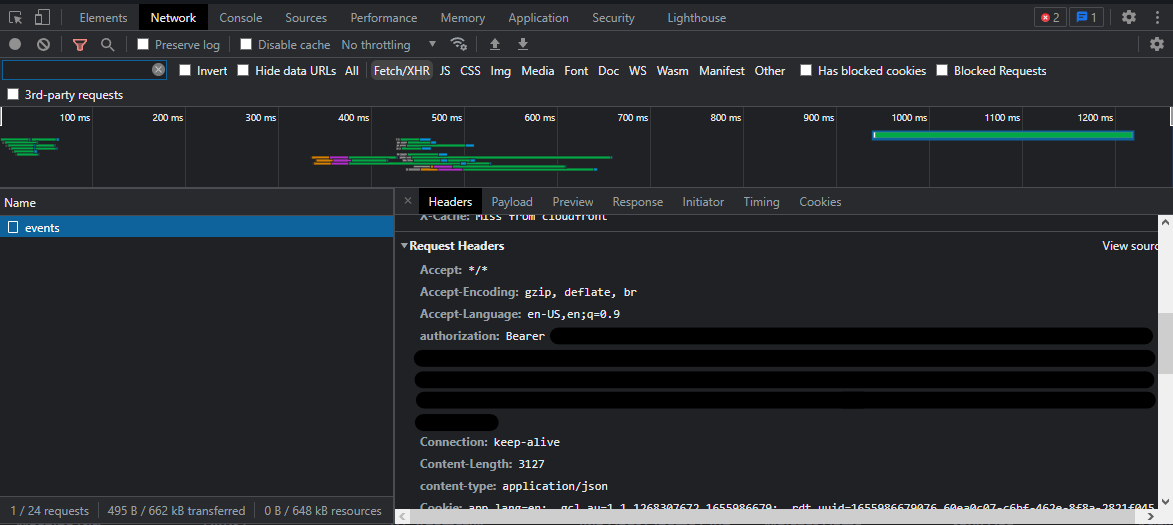 Elements Network Console Sources Performance Memory Application Security Lighthouse 2 1
Preserve log Disable cache No throttling
Invert Hide data URLs All Fetch/XHR JS CSS Img Media Font Doc WS Wasm Manifest Other Has blocked cookies Blocked Requests
3rd-party requests
100 ms 200 ms 300 ms 400 ms 500 ms 600 ms 700 ms 800 ms 900 ms 1000 ms 1100 ms 1200 ms
Name
events
1 / 24 requests 495 B / 662 kB transferred 0 B / 648 kB resources
Headers Payload Preview Response Initiator Timing Cookies
X-Cache: Miss from cloudfront
Request Headers View sourc
Accept: */*
Accept-Encoding: gzip, deflate, br
Accept-Language: en-US,en;q=0.9
authorization: Bearer
Connection: keep-alive
Content-Length: 3127
content-type: application/json
Cookie: app_lang=en; _gcl_au=1.1.1268307672.1655986679; _rdt_uuid=1655986679076.60ea0c07-c6bf-462e-8f8a-2821f045